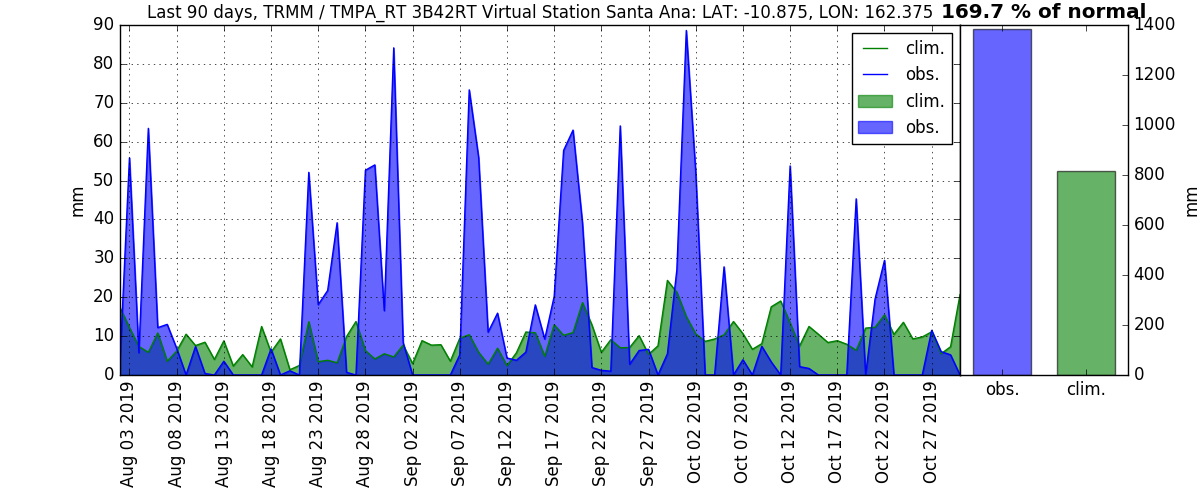 Last 90 days, TRMM / TMPA_RT 3B42RT Virtual Station Santa Ana: LAT: -10.875, LON: 162.375
169.7 % of normal
90
80
70
60
50
40
30
20
10
0
mm
clim.
obs.
clim.
obs.
1400
1200
1000
800
600
400
200
0
mm
Aug 03 2019
Aug 08 2019
Aug 13 2019
Aug 18 2019
Aug 23 2019
Aug 28 2019
Sep 02 2019
Sep 07 2019
Sep 12 2019
Sep 17 2019
Sep 22 2019
Sep 27 2019
Oct 02 2019
Oct 07 2019
Oct 12 2019
Oct 17 2019
Oct 22 2019
Oct 27 2019
obs.
clim.